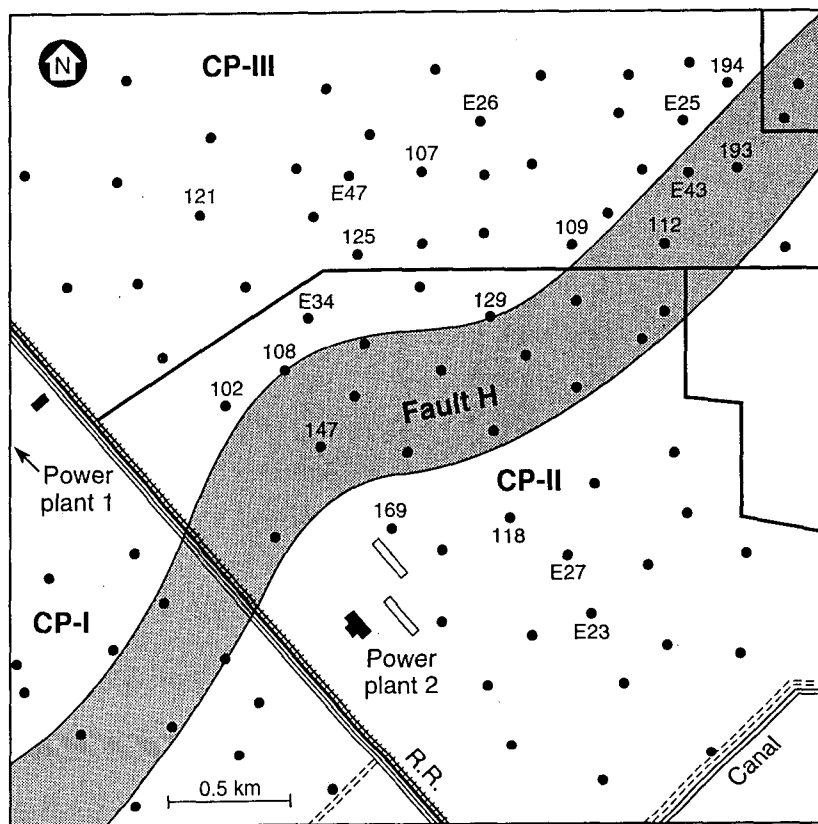 N
CP-III
194
E26
E25
107
193
E47
E43
121
109
112
125
E34
129
108
102
Fault H
147
Power
plant 1
CP-II
169
118
E27
CP-I
E23
Power
plant 2
R.R.
Canal
0.5 km